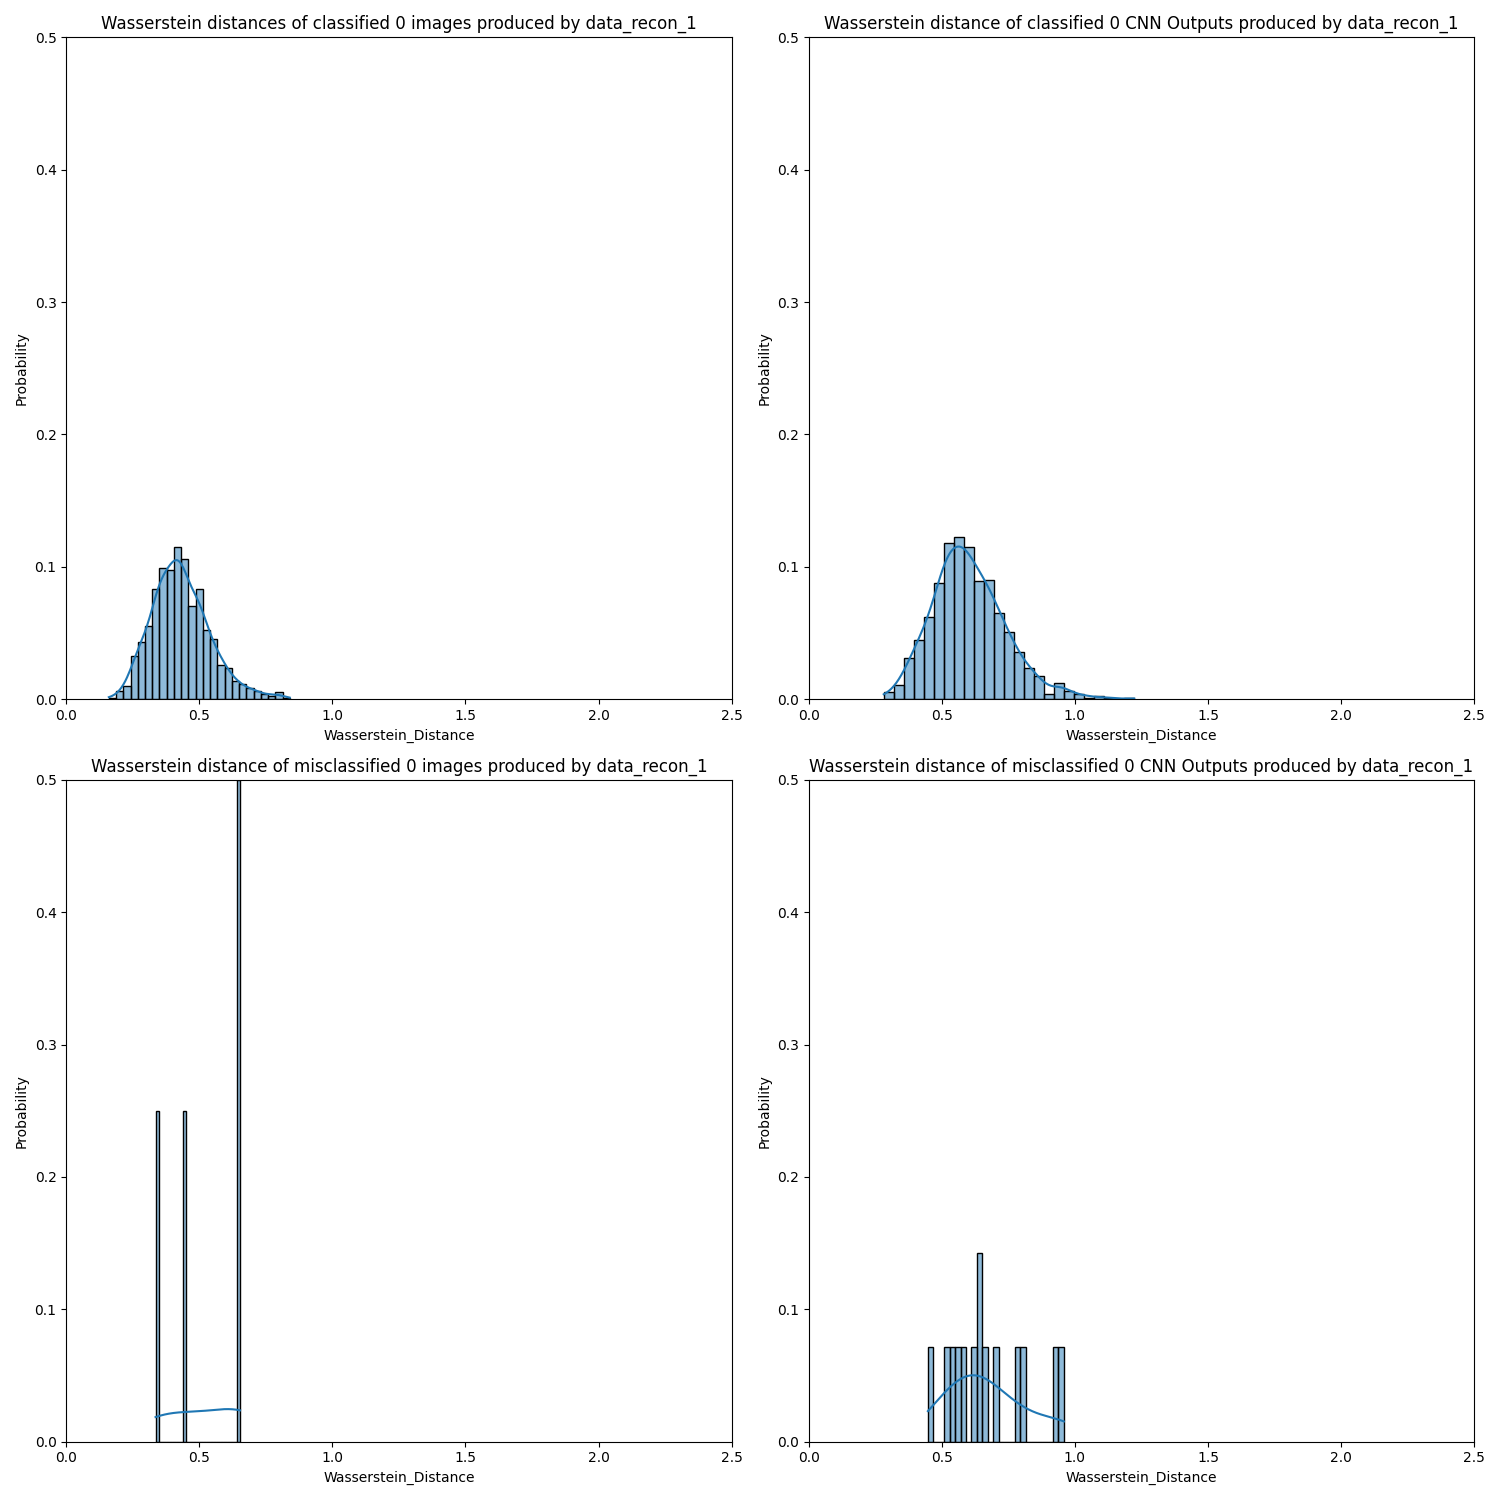 Wasserstein distances of classified 0 images produced by data_recon_1
0.5
0.4
0.3
0.2
0.1
0.0
Probability
0.0 0.5 1.0 1.5 2.0 2.5
Wasserstein_Distance
Wasserstein distance of classified 0 CNN Outputs produced by data_recon_1
0.5
0.4
0.3
0.2
0.1
0.0
Probability
0.0 0.5 1.0 1.5 2.0 2.5
Wasserstein_Distance
Wasserstein distance of misclassified 0 images produced by data_recon_1
0.5
0.4
0.3
0.2
0.1
0.0
Probability
0.0 0.5 1.0 1.5 2.0 2.5
Wasserstein_Distance
Wasserstein distance of misclassified 0 CNN Outputs produced by data_recon_1
0.5
0.4
0.3
0.2
0.1
0.0
Probability
0.0 0.5 1.0 1.5 2.0 2.5
Wasserstein_Distance